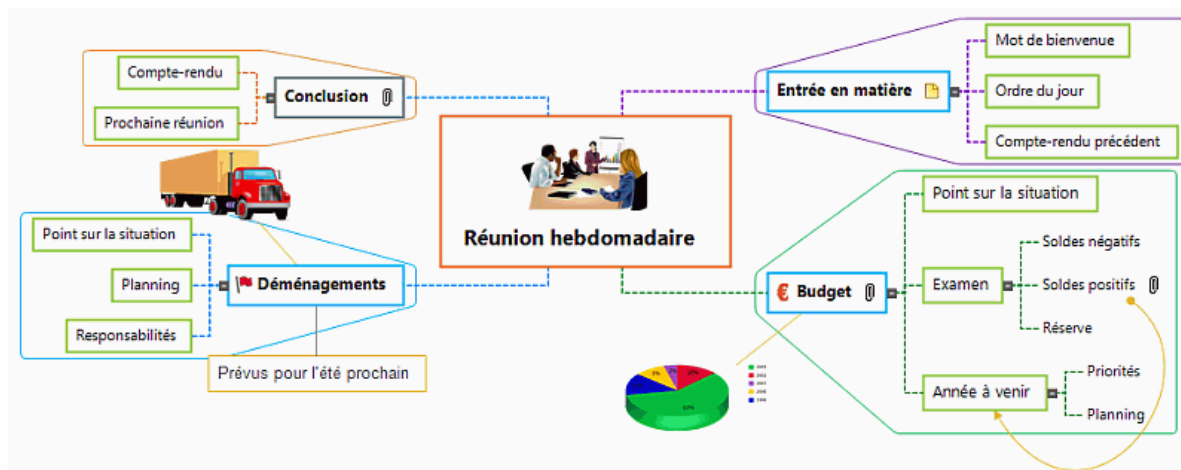 Réunion hebdomadaire
Entrée en matière
Mot de bienvenue
Ordre du jour
Compte-rendu précédent
€ Budget
Point sur la situation
Examen
Soldes négatifs
Soldes positifs
Réserve
Année à venir
Priorités
Planning
Déménagements
Point sur la situation
Planning
Responsabilités
Prévus pour l'été prochain
Conclusion
Compte-rendu
Prochaine réunion